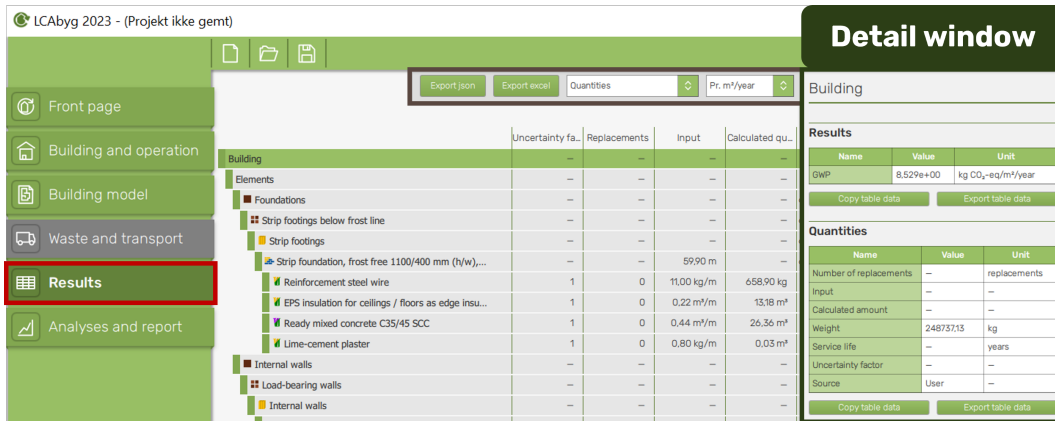 LCAbyg 2023 - (Projekt ikke gemt)
Detail window
Export json Export excel Quantities Pr. m²/year
Front page
Building and operation
Building model
Waste and transport
Results
Analyses and report
Uncertainty fa... Replacements Input Calculated qu...
Building – – – –
Elements – – – –
Foundations – – – –
Strip footings below frost line – – – –
Strip footings – – – –
Strip foundation, frost free 1100/400 mm (h/w),... – – 59,90 m –
Reinforcement steel wire 1 0 11,00 kg/m 658,90 kg
EPS insulation for ceilings / floors as edge insu... 1 0 0,22 m³/m 13,18 m³
Ready mixed concrete C35/45 SCC 1 0 0,44 m³/m 26,36 m³
Lime-cement plaster 1 0 0,80 kg/m 0,03 m³
Internal walls – – – –
Load-bearing walls – – – –
Internal walls – – – –
Building
Results
Name Value Unit
GWP 8,529e+00 kg CO₂-eq/m²/year
Copy table data Export table data
Quantities
Name Value Unit
Number of replacements – replacements
Input – –
Calculated amount – –
Weight 248737,13 kg
Service life – years
Uncertainty factor – –
Source User –
Copy table data Export table data